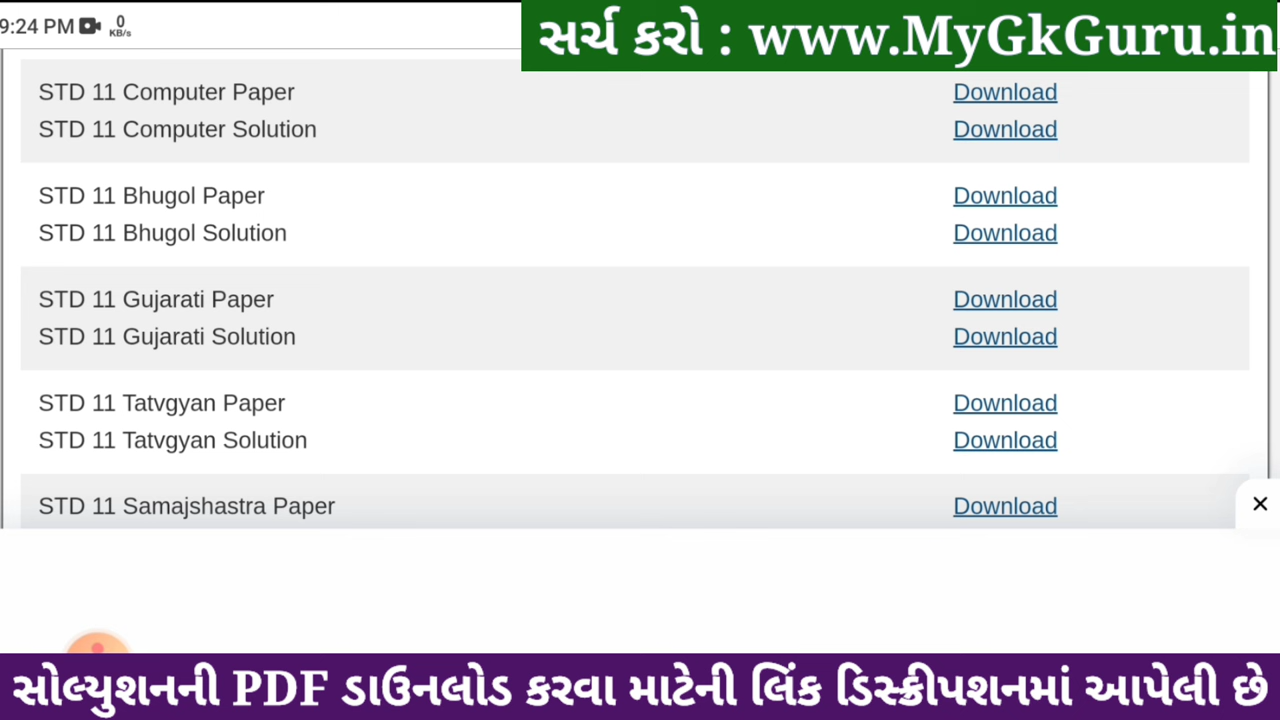 9:24 PM 0 KB/s
સર્ચ કરો : www.MyGkGuru.in
STD 11 Computer Paper Download
STD 11 Computer Solution Download
STD 11 Bhugol Paper Download
STD 11 Bhugol Solution Download
STD 11 Gujarati Paper Download
STD 11 Gujarati Solution Download
STD 11 Tatvgyan Paper Download
STD 11 Tatvgyan Solution Download
STD 11 Samajshastra Paper Download
સોલ્યુશનની PDF ડાઉનલોડ કરવા માટેની લિંક ડિસ્ક્રીપશનમાં આપેલી છે